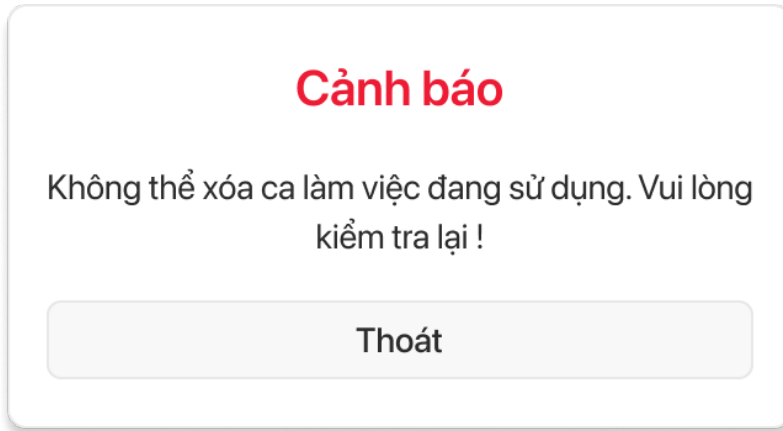 Cảnh báo
Không thể xóa ca làm việc đang sử dụng. Vui lòng
kiểm tra lại !
Thoát